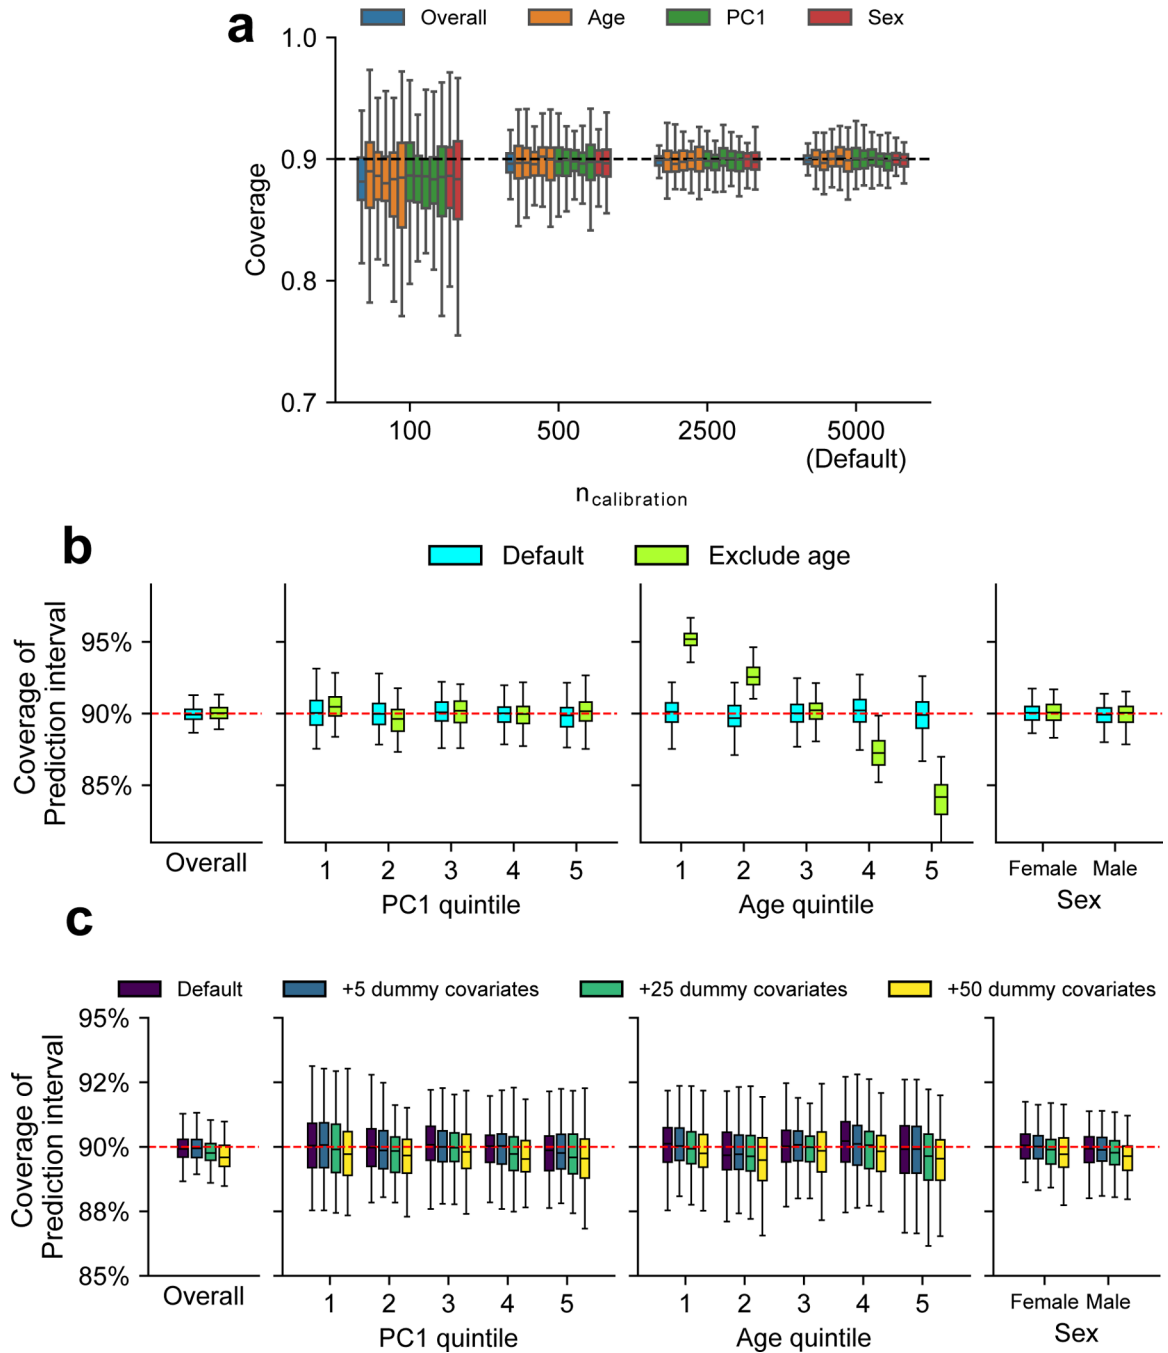 a
Overall Age PC1 Sex
1.0
0.9
0.8
0.7
Coverage
100 500 2500 5000
(Default)
n calibration
b
Default Exclude age
Coverage of
Prediction interval
95%
90%
85%
Overall
1 2 3 4 5
PC1 quintile
1 2 3 4 5
Age quintile
Female Male
Sex
c
Default +5 dummy covariates +25 dummy covariates +50 dummy covariates
Coverage of
Prediction interval
95%
92%
90%
88%
85%
Overall
1 2 3 4 5
PC1 quintile
1 2 3 4 5
Age quintile
Female Male
Sex